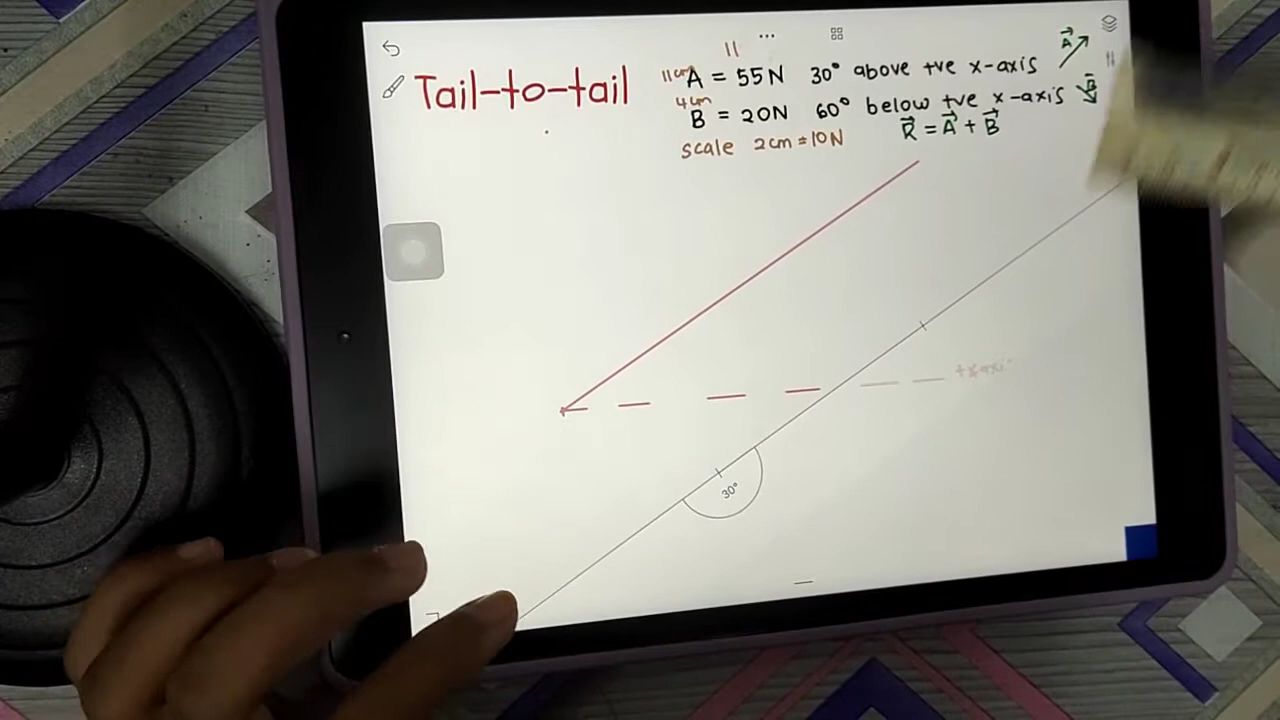 Tail-to-tail
11
11cm A = 55N 30° above +ve x-axis A
4cm B = 20N 60° below +ve x-axis B
scale 2cm = 10N R = A + B
30°